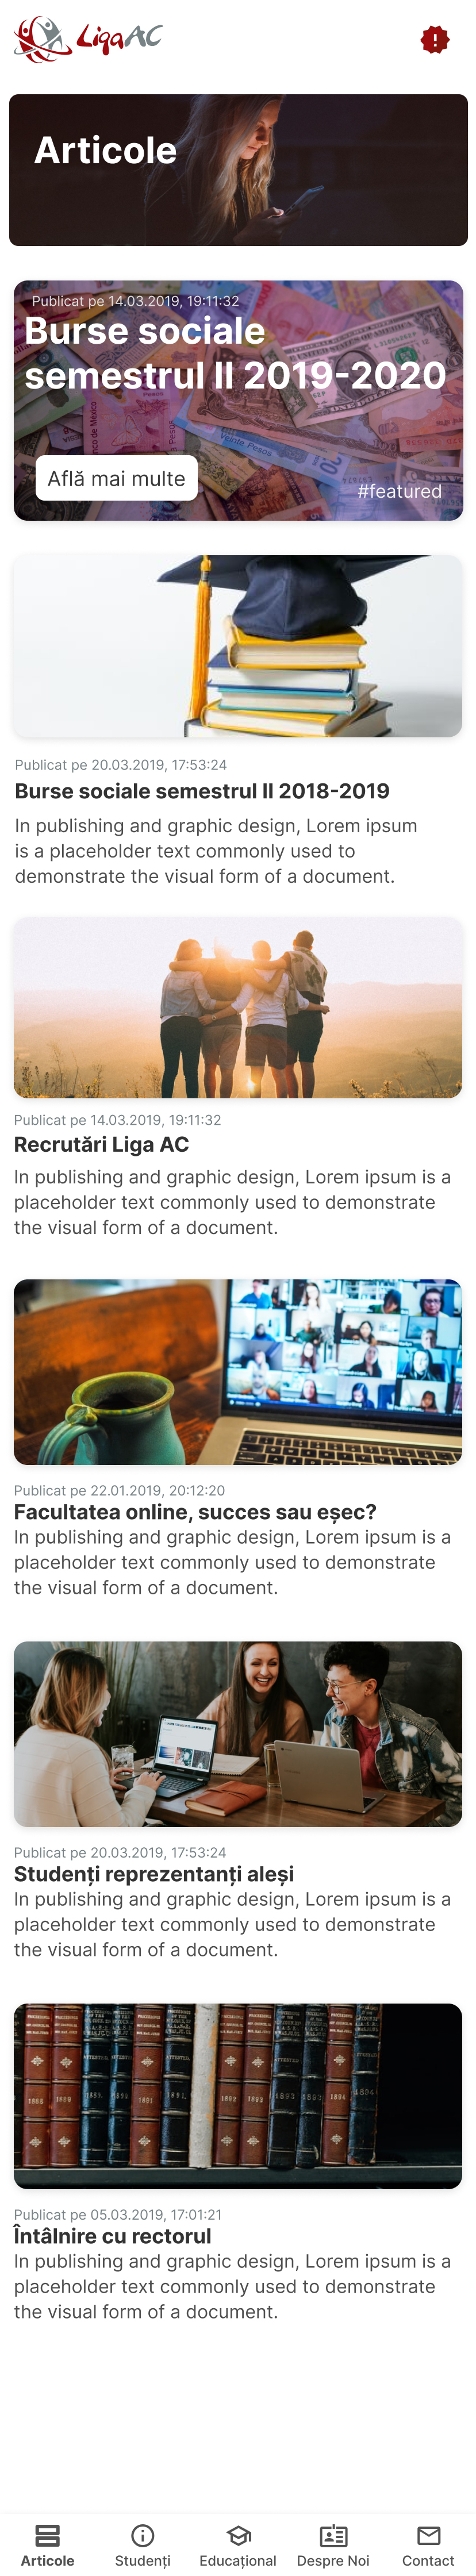 LigaAC
Articole
Publicat pe 14.03.2019, 19:11:32
Burse sociale
semestrul II 2019-2020
Află mai multe
#featured
Publicat pe 20.03.2019, 17:53:24
Burse sociale semestrul II 2018-2019
In publishing and graphic design, Lorem ipsum
is a placeholder text commonly used to
demonstrate the visual form of a document.
Publicat pe 14.03.2019, 19:11:32
Recrutări Liga AC
In publishing and graphic design, Lorem ipsum is a
placeholder text commonly used to demonstrate
the visual form of a document.
Publicat pe 22.01.2019, 20:12:20
Facultatea online, succes sau eșec?
In publishing and graphic design, Lorem ipsum is a
placeholder text commonly used to demonstrate
the visual form of a document.
Publicat pe 20.03.2019, 17:53:24
Studenți reprezentanți aleși
In publishing and graphic design, Lorem ipsum is a
placeholder text commonly used to demonstrate
the visual form of a document.
Publicat pe 05.03.2019, 17:01:21
Întâlnire cu rectorul
In publishing and graphic design, Lorem ipsum is a
placeholder text commonly used to demonstrate
the visual form of a document.
Articole Studenți Educațional Despre Noi Contact